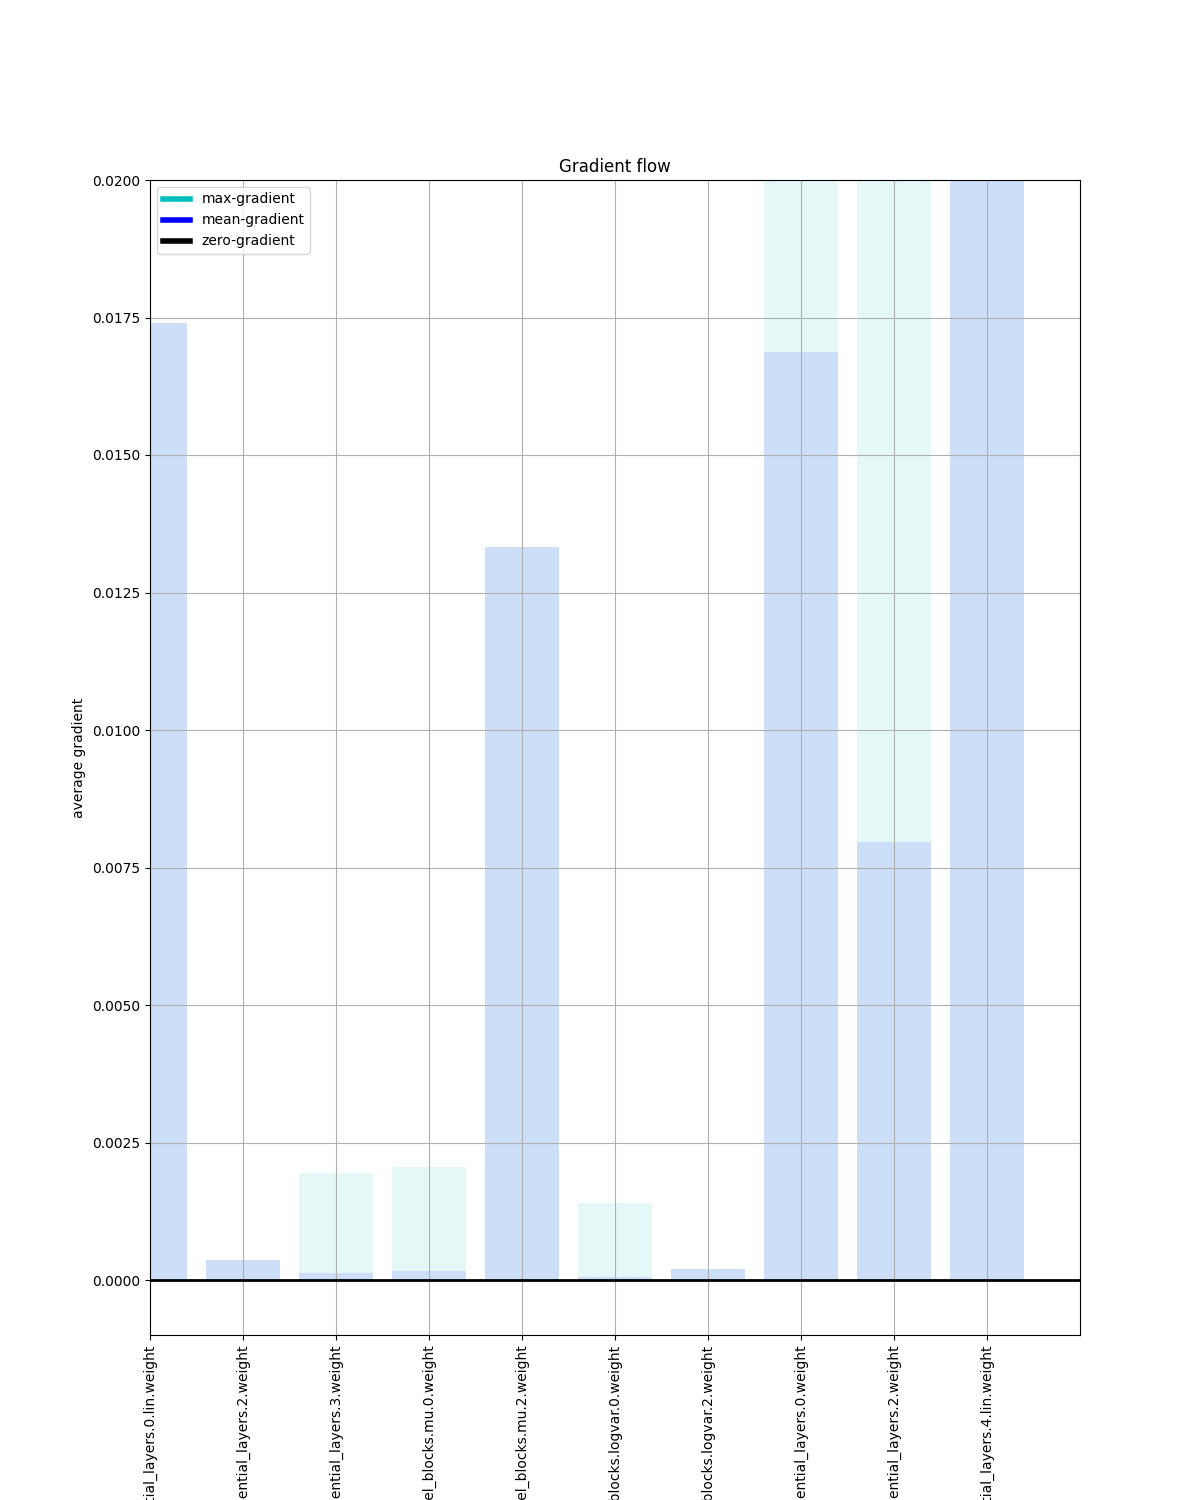 Gradient flow
max-gradient
mean-gradient
zero-gradient
0.0200
0.0175
0.0150
0.0125
0.0100
0.0075
0.0050
0.0025
0.0000
average gradient
tial_layers.0.lin.weight
ential_layers.2.weight
ential_layers.3.weight
el_blocks.mu.0.weight
el_blocks.mu.2.weight
blocks.logvar.0.weight
blocks.logvar.2.weight
ential_layers.0.weight
ential_layers.2.weight
tial_layers.4.lin.weight